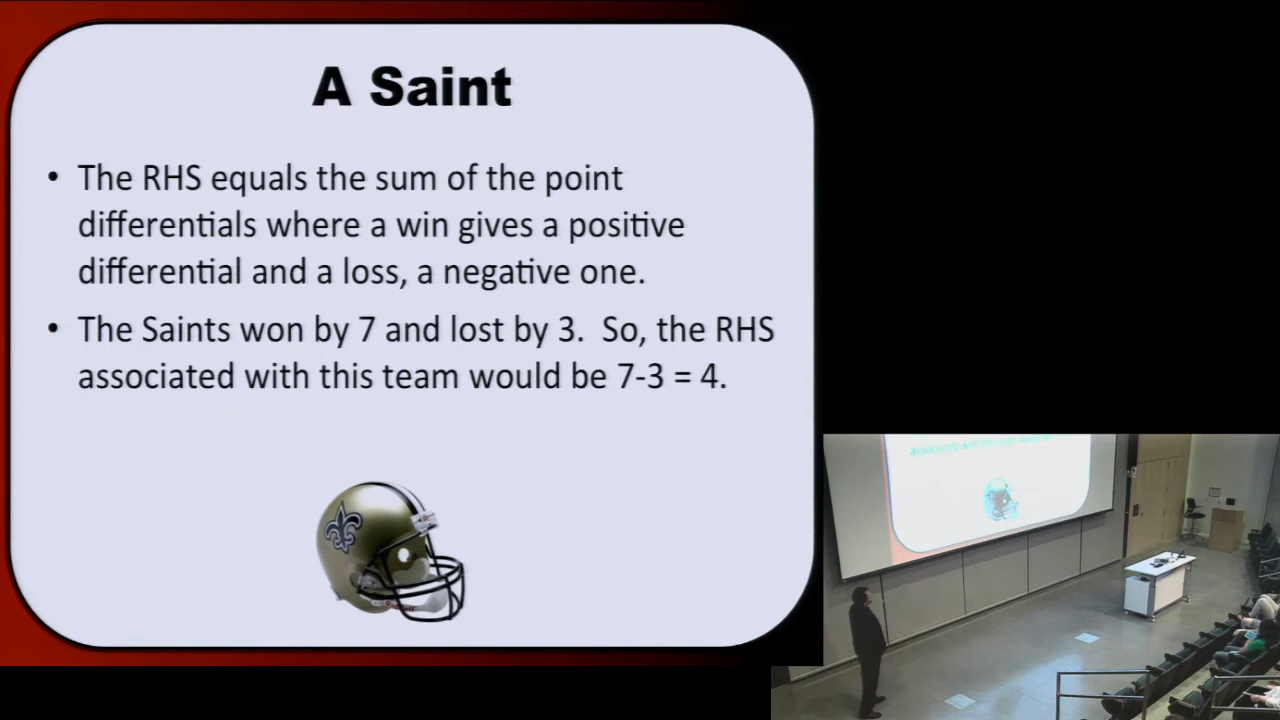 A Saint
• The RHS equals the sum of the point
differentials where a win gives a positive
differential and a loss, a negative one.
• The Saints won by 7 and lost by 3.  So, the RHS
associated with this team would be 7-3 = 4.